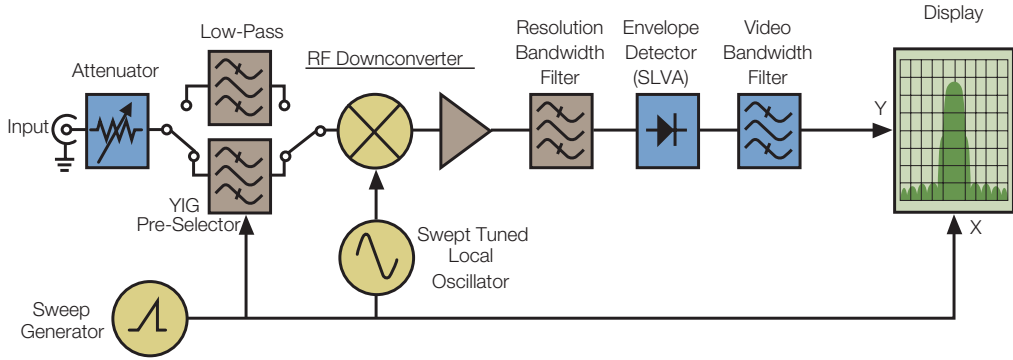 Display
Low-Pass
Resolution
Bandwidth
Filter
Envelope
Detector
(SLVA)
Video
Bandwidth
Filter
RF Downconverter
Attenuator
Input
Y
YIG
Pre-Selector
X
Swept Tuned
Local
Oscillator
Sweep
Generator